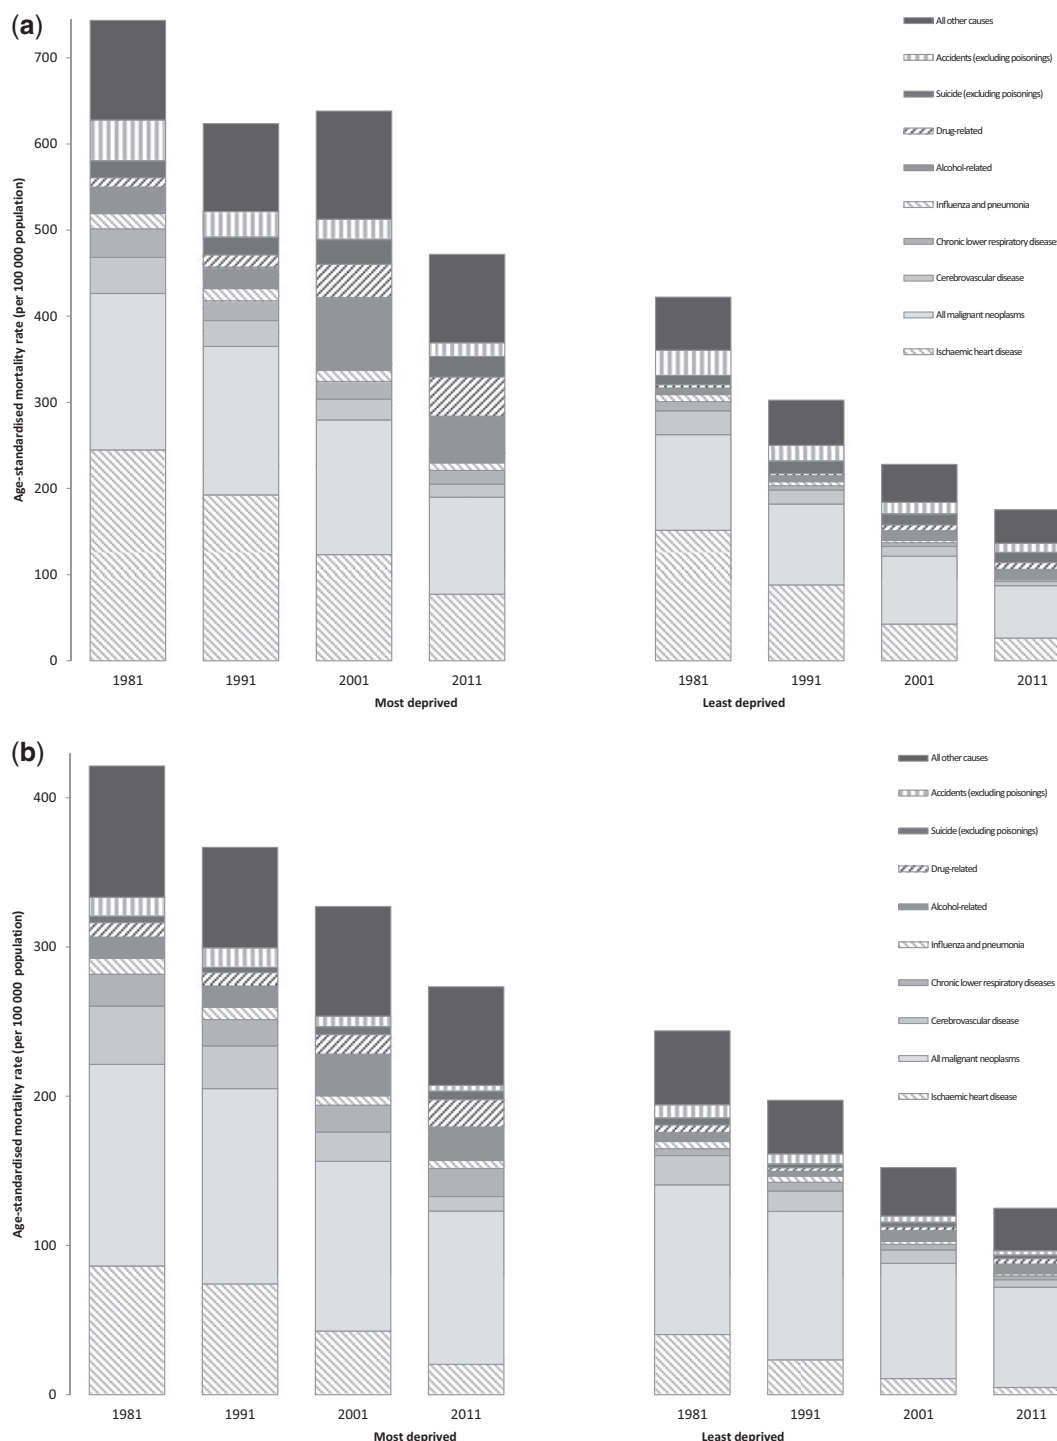 (a)
Age-standardised mortality rate (per 100 000 population)
700
600
500
400
300
200
100
0
All other causes
Accidents (excluding poisonings)
Suicide (excluding poisonings)
Drug-related
Alcohol-related
Influenza and pneumonia
Chronic lower respiratory diseases
Cerebrovascular disease
All malignant neoplasms
Ischaemic heart disease
1981 1991 2001 2011 1981 1991 2001 2011
Most deprived Least deprived
(b)
Age-standardised mortality rate (per 100 000 population)
400
300
200
100
0
All other causes
Accidents (excluding poisonings)
Suicide (excluding poisonings)
Drug-related
Alcohol-related
Influenza and pneumonia
Chronic lower respiratory diseases
Cerebrovascular disease
All malignant neoplasms
Ischaemic heart disease
1981 1991 2001 2011 1981 1991 2001 2011
Most deprived Least deprived